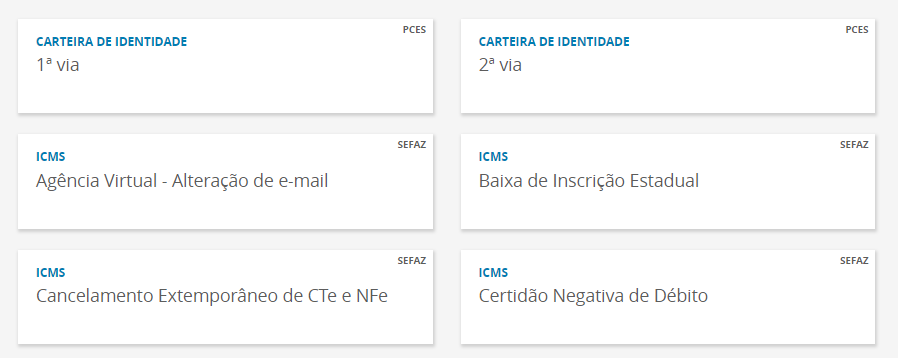 PCES
CARTEIRA DE IDENTIDADE
1ª via
PCES
CARTEIRA DE IDENTIDADE
2ª via
SEFAZ
ICMS
Agência Virtual - Alteração de e-mail
SEFAZ
ICMS
Baixa de Inscrição Estadual
SEFAZ
ICMS
Cancelamento Extemporâneo de CTe e NFe
SEFAZ
ICMS
Certidão Negativa de Débito